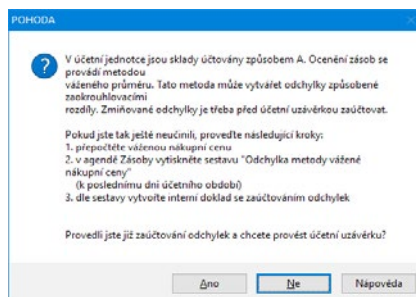 POHODA
V účetní jednotce jsou sklady účtovány způsobem A. Ocenění zásob se
provádí metodou
váženého průměru. Tato metoda může vytvářet odchylky způsobené
zaokrouhlovacími
rozdíly. Zmiňované odchylky je třeba před účetní uzávěrkou zaúčtovat.
Pokud jste tak ještě neučinili, proveďte následující kroky:
1. přepočtěte váženou nákupní cenu
2. v agendě Zásoby vytiskněte sestavu "Odchylka metody vážené
nákupní ceny"
(k poslednímu dni účetního období)
3. dle sestavy vytvořte interní doklad se zaúčtováním odchylek
Provedli jste již zaúčtování odchylek a chcete provést účetní uzávěrku?
Ano Ne Nápověda